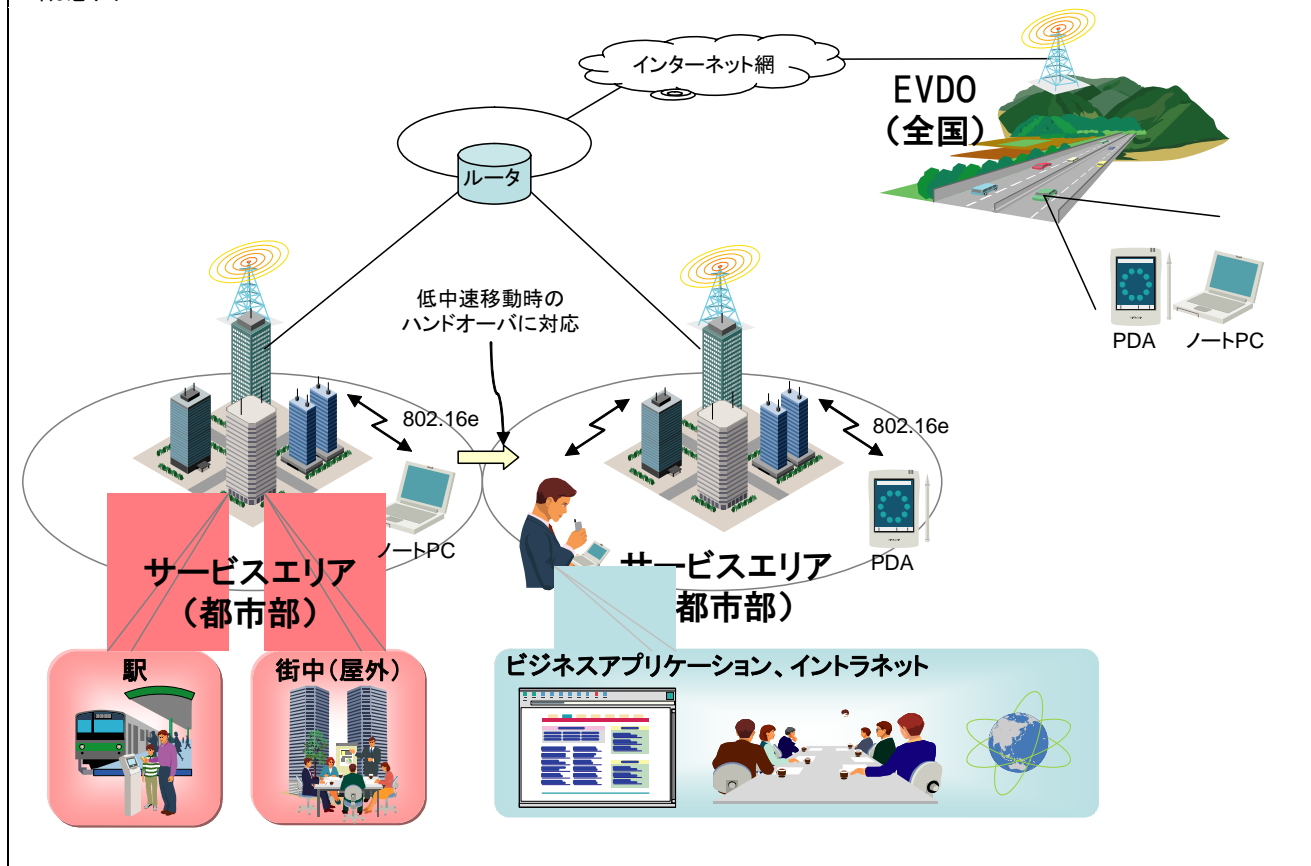 インターネット網
EVDO
(全国)
ルータ
低中速移動時の
ハンドオーバに対応
PDA
ノートPC
802.16e
802.16e
ノートPC
PDA
サービスエリア
(都市部)
サービスエリア
都市部)
駅
街中(屋外)
ビジネスアプリケーション、イントラネット